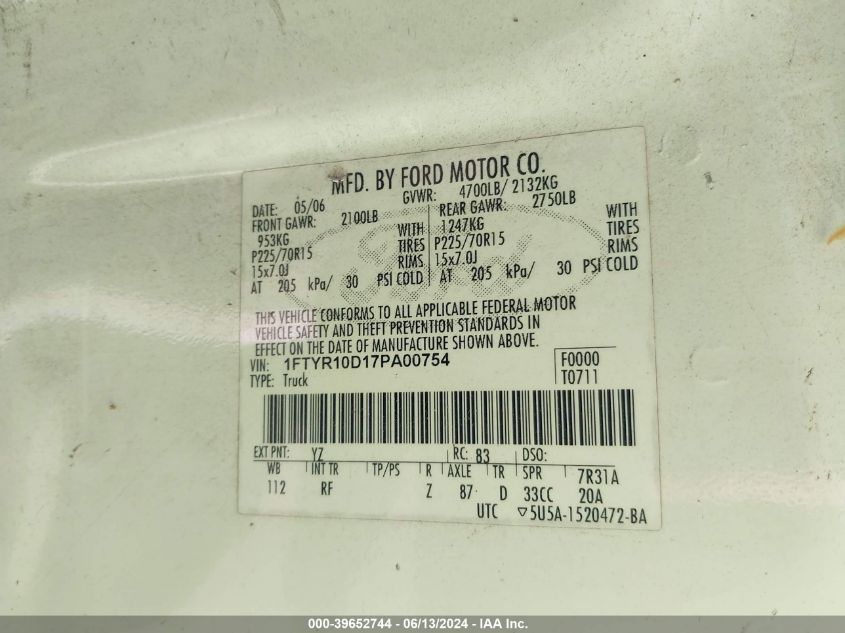 MFD. BY FORD MOTOR CO.
DATE: 05/06 GVWR: 4700LB/ 2132KG
FRONT GAWR: 2100LB REAR GAWR: 2750LB
953KG WITH 1247KG WITH
P225/70R15 TIRES P225/70R15 TIRES
15x7.0J RIMS 15x7.0J RIMS
AT 205 kPa/ 30 PSI COLD AT 205 kPa/ 30 PSI COLD
THIS VEHICLE CONFORMS TO ALL APPLICABLE FEDERAL MOTOR
VEHICLE SAFETY AND THEFT PREVENTION STANDARDS IN
EFFECT ON THE DATE OF MANUFACTURE SHOWN ABOVE.
VIN: 1FTYR10D17PA00754 F0000
TYPE: Truck T0711
EXT PNT: YZ RC: 83 DSO:
WB INT TR TP/PS R AXLE TR SPR 7R31A
112 RF Z 87 D 33CC 20A
UTC ▽5U5A-1520472-BA
000-39652744 - 06/13/2024 - IAA Inc.